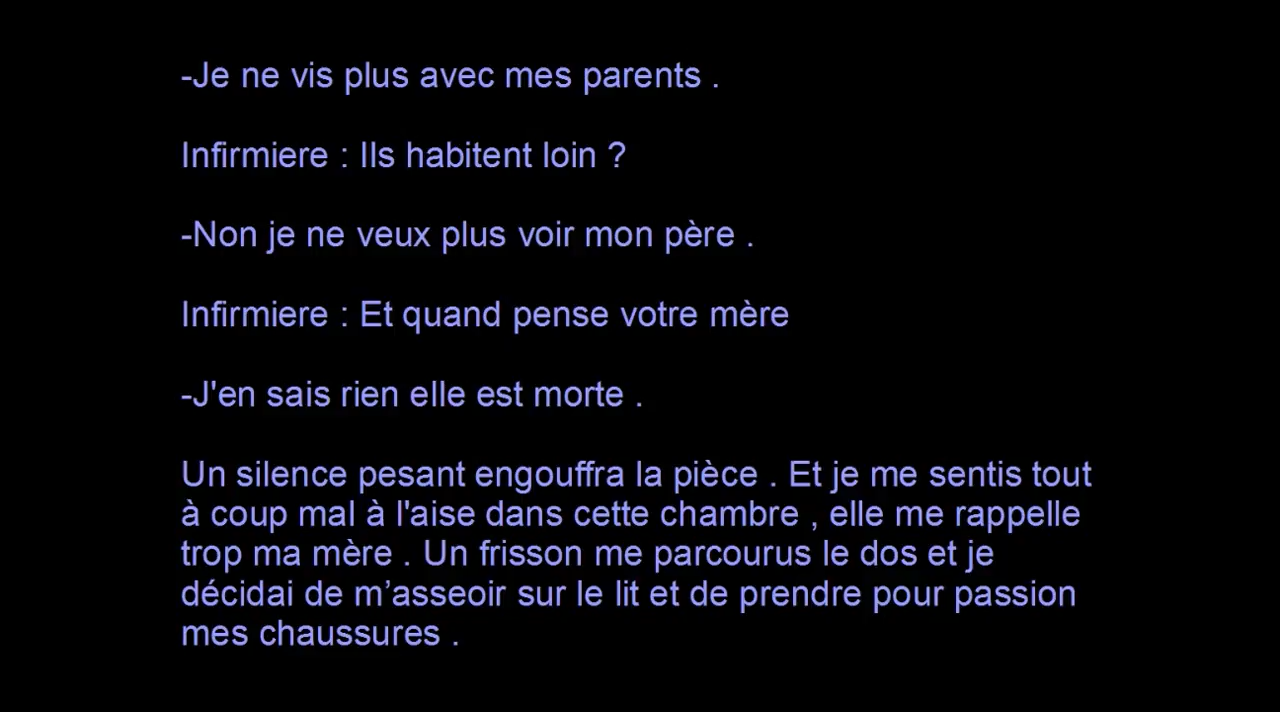 -Je ne vis plus avec mes parents .
Infirmiere : Ils habitent loin ?
-Non je ne veux plus voir mon père .
Infirmiere : Et quand pense votre mère
-J'en sais rien elle est morte .
Un silence pesant engouffra la pièce . Et je me sentis tout
à coup mal à l'aise dans cette chambre , elle me rappelle
trop ma mère . Un frisson me parcourus le dos et je
décidai de m’asseoir sur le lit et de prendre pour passion
mes chaussures .